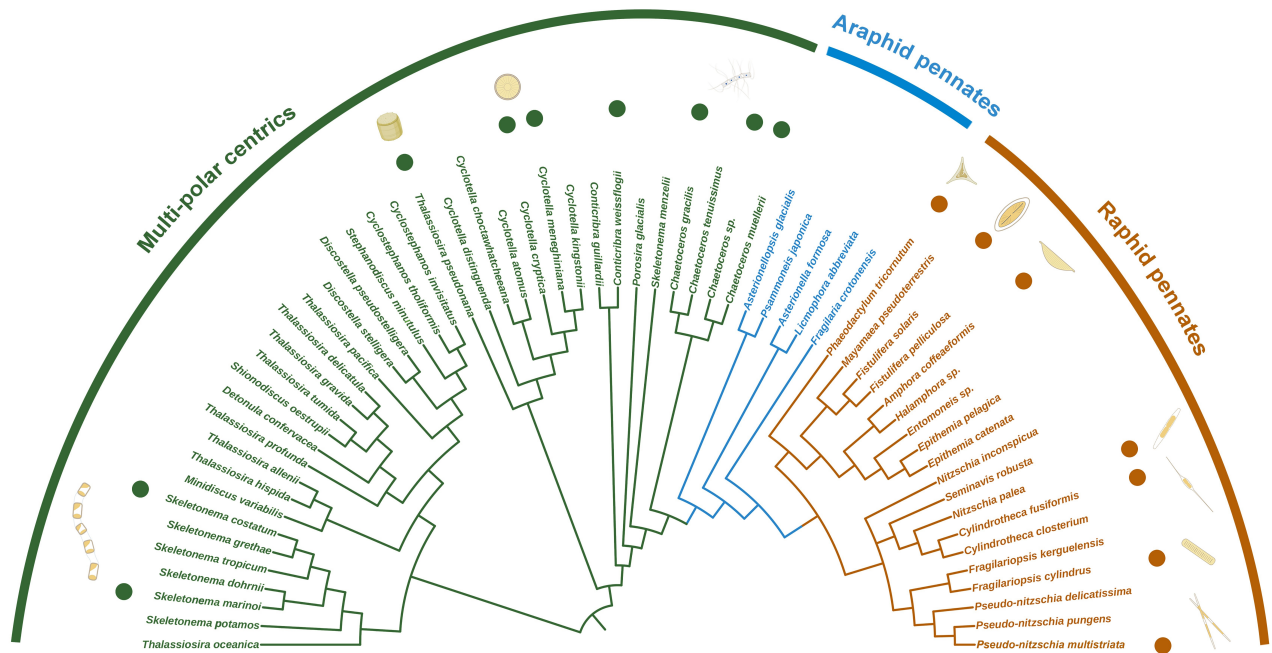 Multi-polar centrics
Araphid pennates
Raphid pennates
Thalassiosira oceanica
Skeletonema potamos
Skeletonema marinoi
Skeletonema dohrnii
Skeletonema tropicum
Skeletonema grethae
Skeletonema costatum
Minidiscus variabilis
Thalassiosira hispida
Thalassiosira allenii
Thalassiosira profunda
Detonula confervacea
Shionodiscus oestrupii
Thalassiosira tumida
Thalassiosira gravida
Thalassiosira delicatula
Thalassiosira pacifica
Discostella stelligera
Discostella pseudostelligera
Stephanodiscus minutulus
Cyclostephanos tholiformis
Cyclostephanos invisitatus
Thalassiosira pseudonana
Cyclotella distinguenda
Cyclotella choctawhatcheeana
Cyclotella atomus
Cyclotella cryptica
Cyclotella meneghiniana
Cyclotella kingstonii
Conticribra guillardii
Conticribra weissflogii
Porosira glacialis
Skeletonema menzelii
Chaetoceros gracilis
Chaetoceros tenuissimus
Chaetoceros sp.
Chaetoceros muellerii
Asterionellopsis glacialis
Psammoneis japonica
Asterionella formosa
Licmophora abbreviata
Fragilaria crotonensis
Phaeodactylum tricornutum
Mayamaea pseudoterrestris
Fistulifera solaris
Fistulifera pelliculosa
Amphora coffeaeformis
Halamphora sp.
Entomoneis sp.
Epithemia pelagica
Epithemia catenata
Nitzschia inconspicua
Seminavis robusta
Nitzschia palea
Cylindrotheca fusiformis
Cylindrotheca closterium
Fragilariopsis kerguelensis
Fragilariopsis cylindrus
Pseudo-nitzschia delicatissima
Pseudo-nitzschia pungens
Pseudo-nitzschia multistriata